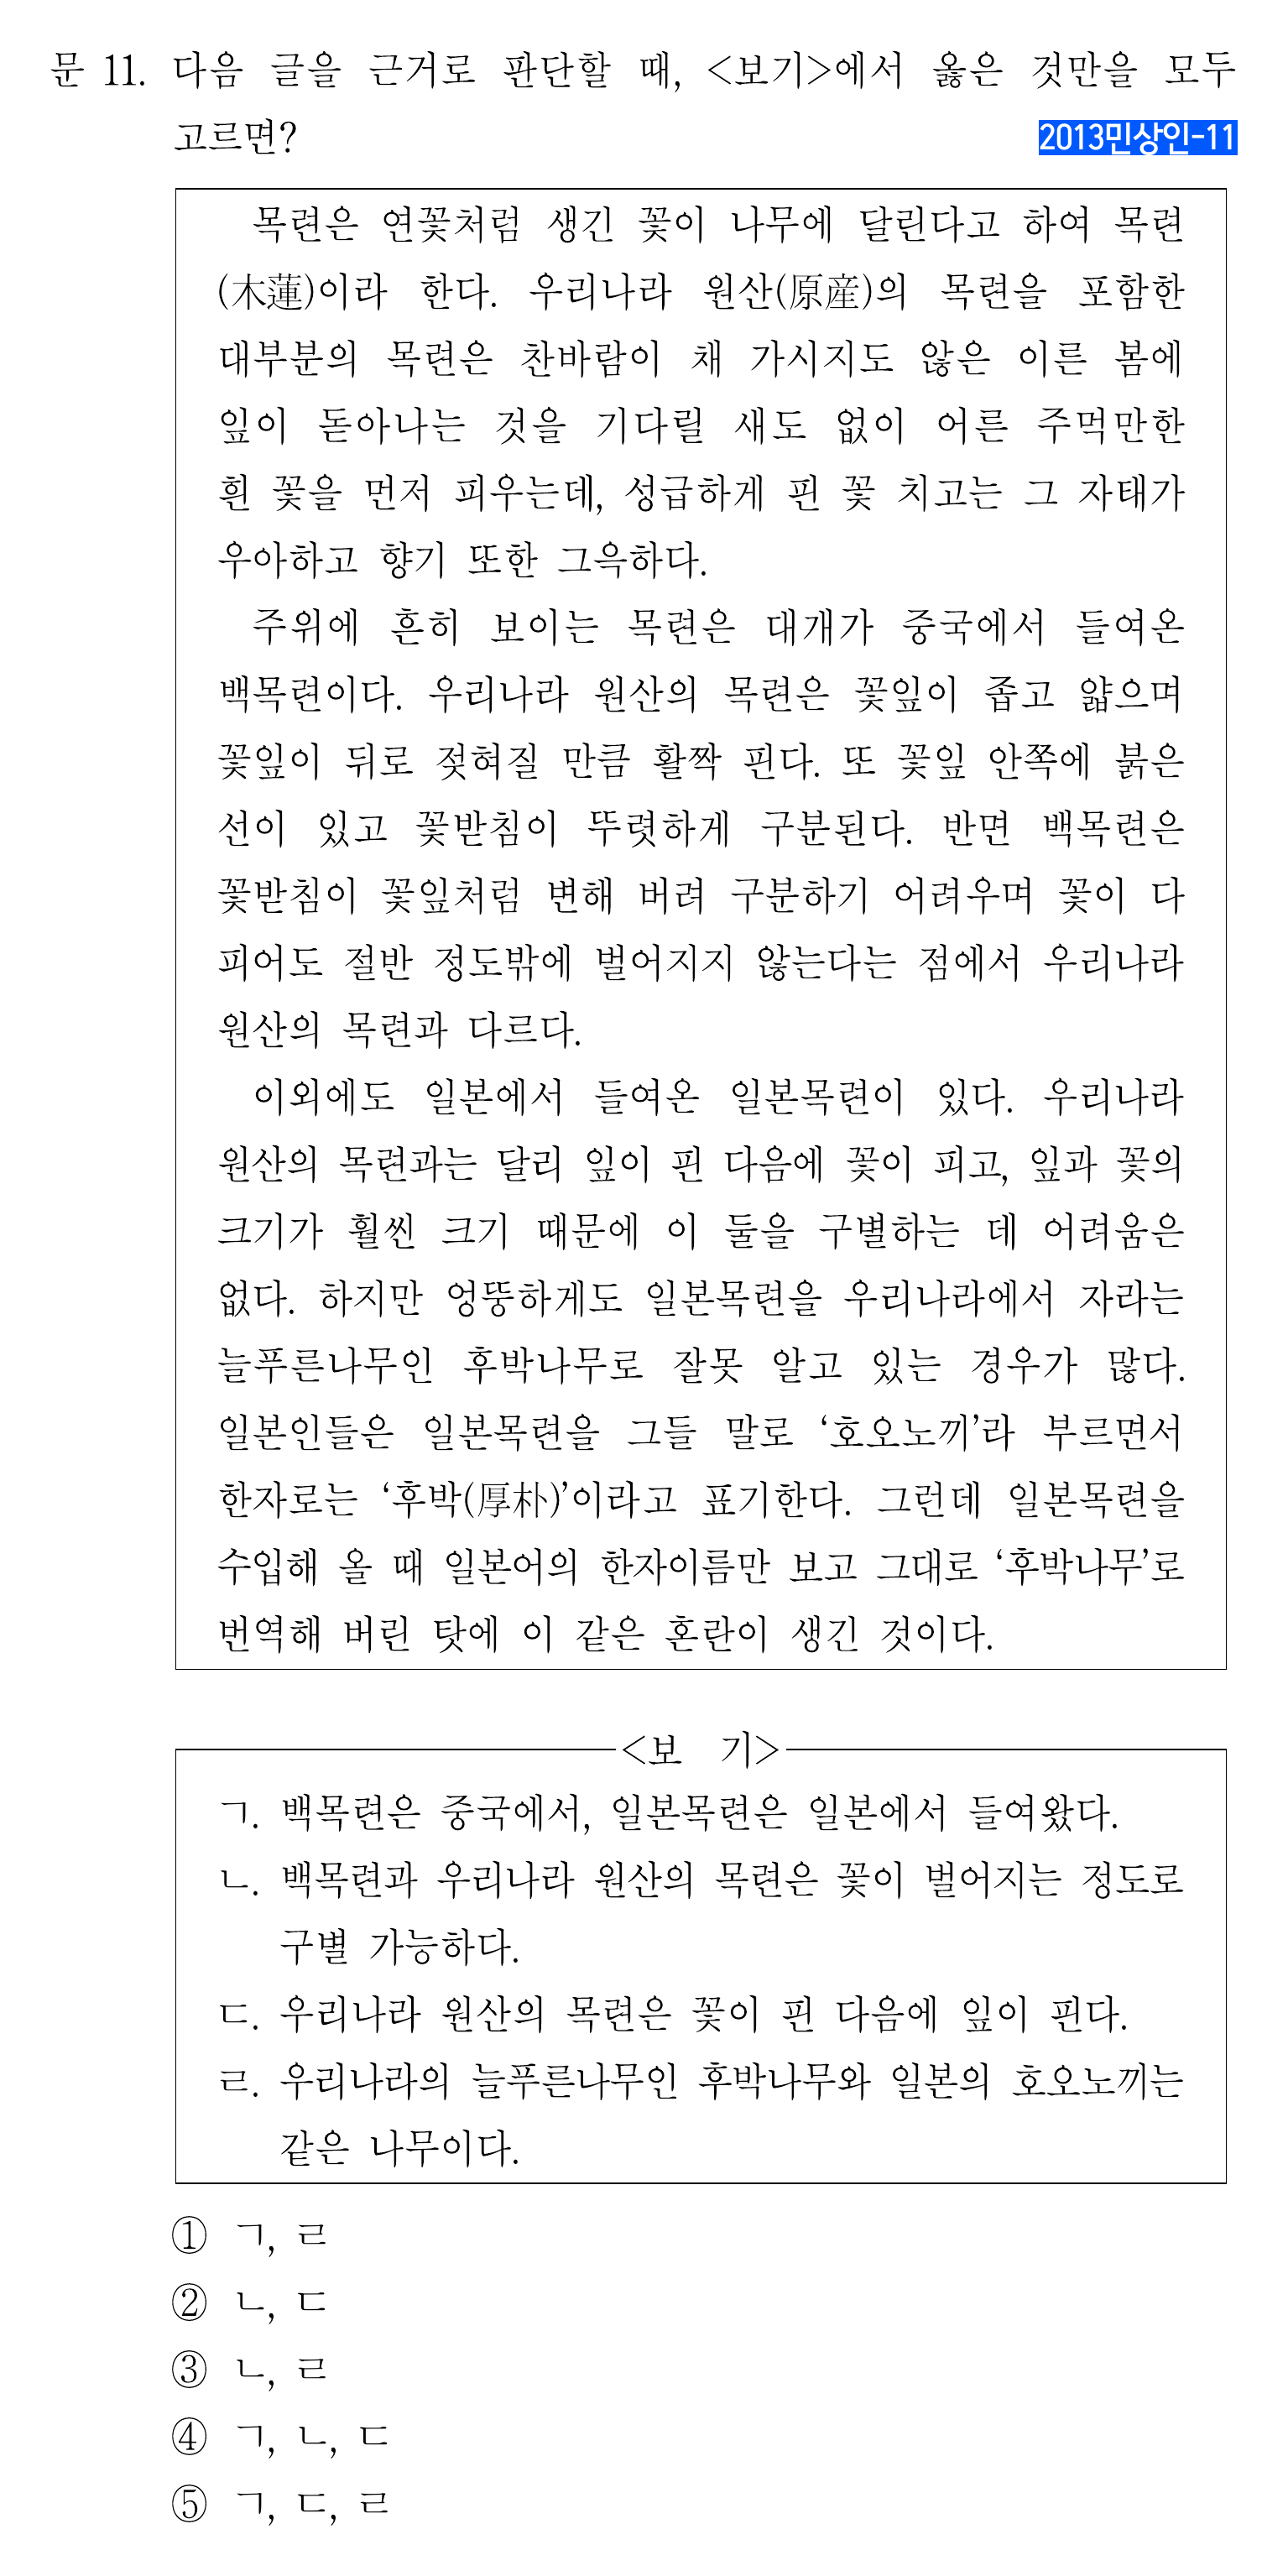 문 11. 다음 글을 근거로 판단할 때, <보기>에서 옳은 것만을 모두
고르면?
2013민상인-11
목련은 연꽃처럼 생긴 꽃이 나무에 달린다고 하여 목련
(木蓮)이라 한다. 우리나라 원산(原産)의 목련을 포함한
대부분의 목련은 찬바람이 채 가시지도 않은 이른 봄에
잎이 돋아나는 것을 기다릴 새도 없이 어른 주먹만한
흰 꽃을 먼저 피우는데, 성급하게 핀 꽃 치고는 그 자태가
우아하고 향기 또한 그윽하다.
주위에 흔히 보이는 목련은 대개가 중국에서 들여온
백목련이다. 우리나라 원산의 목련은 꽃잎이 좁고 얇으며
꽃잎이 뒤로 젖혀질 만큼 활짝 핀다. 또 꽃잎 안쪽에 붉은
선이 있고 꽃받침이 뚜렷하게 구분된다. 반면 백목련은
꽃받침이 꽃잎처럼 변해 버려 구분하기 어려우며 꽃이 다
피어도 절반 정도밖에 벌어지지 않는다는 점에서 우리나라
원산의 목련과 다르다.
이외에도 일본에서 들여온 일본목련이 있다. 우리나라
원산의 목련과는 달리 잎이 핀 다음에 꽃이 피고, 잎과 꽃의
크기가 훨씬 크기 때문에 이 둘을 구별하는 데 어려움은
없다. 하지만 엉뚱하게도 일본목련을 우리나라에서 자라는
늘푸른나무인 후박나무로 잘못 알고 있는 경우가 많다.
일본인들은 일본목련을 그들 말로 ‘호오노끼’라 부르면서
한자로는 ‘후박(厚朴)’이라고 표기한다. 그런데 일본목련을
수입해 올 때 일본어의 한자이름만 보고 그대로 ‘후박나무’로
번역해 버린 탓에 이 같은 혼란이 생긴 것이다.
<보 기>
ㄱ. 백목련은 중국에서, 일본목련은 일본에서 들여왔다.
ㄴ. 백목련과 우리나라 원산의 목련은 꽃이 벌어지는 정도로
구별 가능하다.
ㄷ. 우리나라 원산의 목련은 꽃이 핀 다음에 잎이 핀다.
ㄹ. 우리나라의 늘푸른나무인 후박나무와 일본의 호오노끼는
같은 나무이다.
① ㄱ, ㄹ
② ㄴ, ㄷ
③ ㄴ, ㄹ
④ ㄱ, ㄴ, ㄷ
⑤ ㄱ, ㄷ, ㄹ